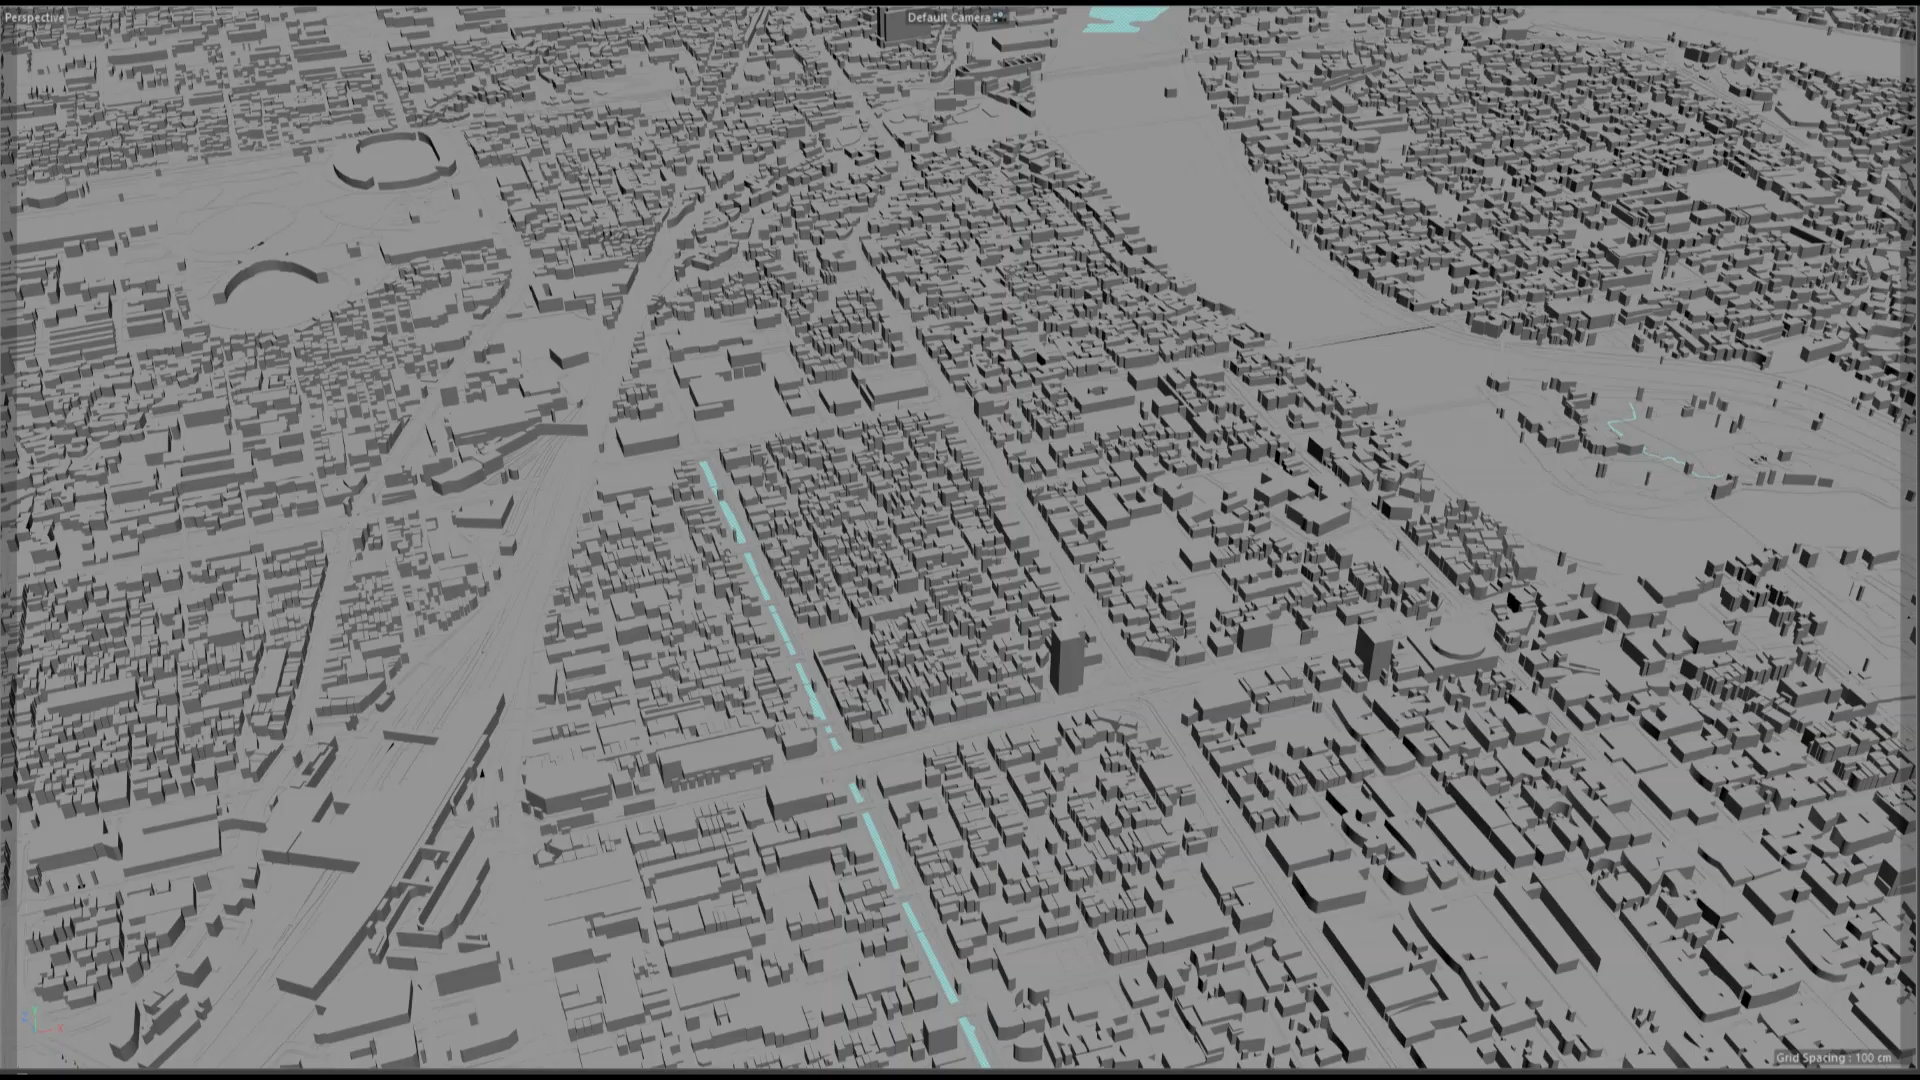 Perspective
Default Camera
Y
Z
X
Grid Spacing : 100 cm